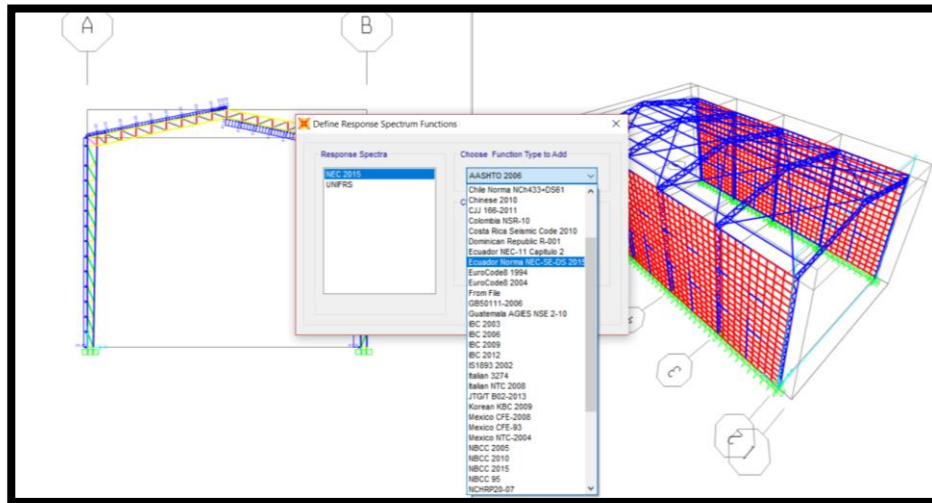 A
B
Define Response Spectrum Functions
Response Spectra
Choose Function Type to Add
NEC 2015
UNIFRS
AASHTO 2006
Chile Norma NCh433+DS61
Chinese 2010
CJJ 166-2011
Colombia NSR-10
Costa Rica Seismic Code 2010
Dominican Republic R-001
Ecuador NEC-11 Capitulo 2
Ecuador Norma NEC-SE-DS 2015
EuroCode8 1994
EuroCode8 2004
From File
GB50111-2006
Guatemala AGIES NSE 2-10
IBC 2003
IBC 2006
IBC 2009
IBC 2012
IS1893 2002
Italian 3274
Italian NTC 2008
JTG/T B02-2013
Korean KBC 2009
Mexico CFE-2008
Mexico CFE-93
Mexico NTC-2004
NBCC 2005
NBCC 2010
NBCC 2015
NBCC 95
NCHRP20-07
3
2
1